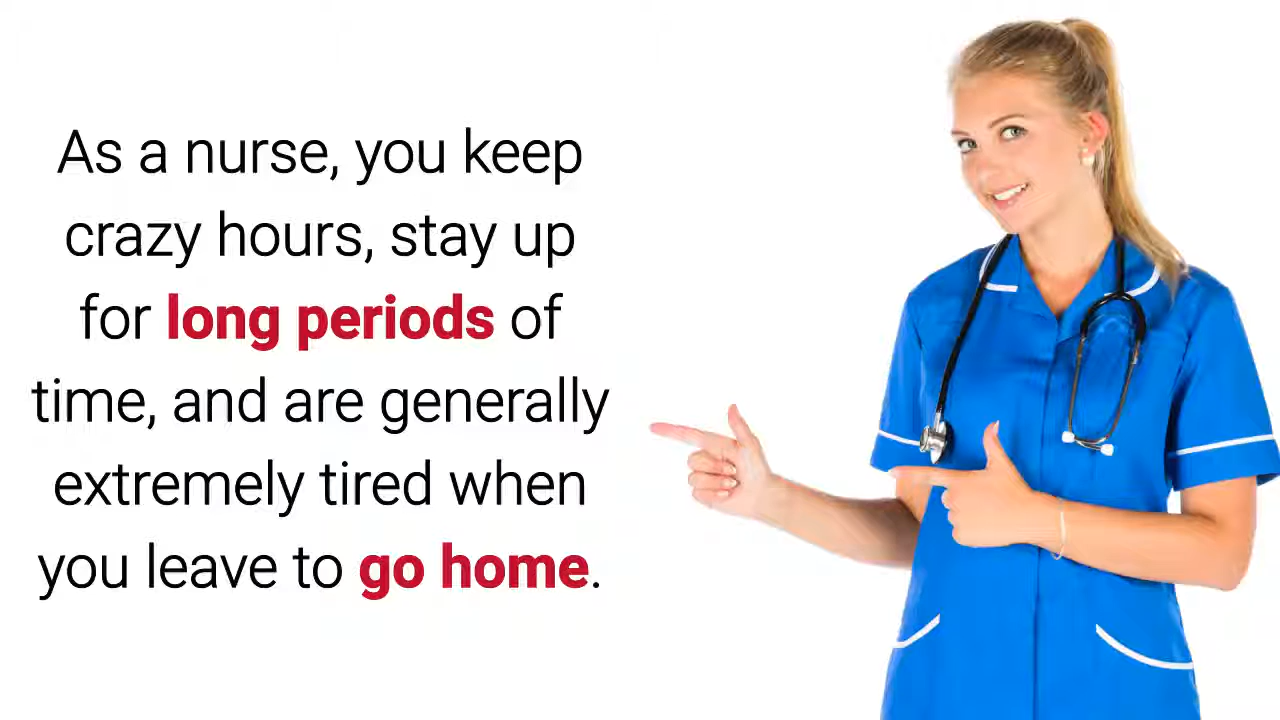 As a nurse, you keep
crazy hours, stay up
for long periods of
time, and are generally
extremely tired when
you leave to go home.